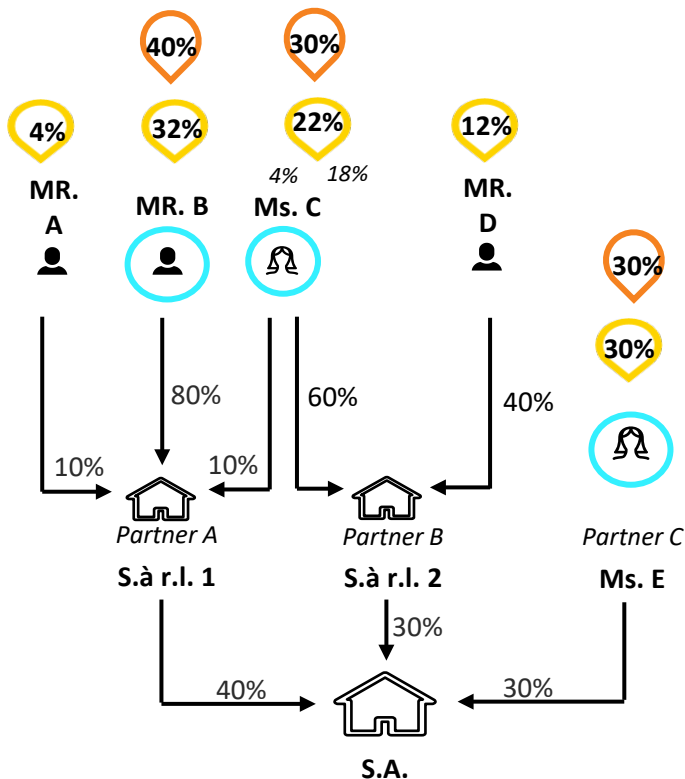 40%
30%
4%
32%
22%
12%
4%
18%
MR.
A
MR. B
Ms. C
MR.
D
30%
30%
80%
60%
40%
10%
10%
Partner A
Partner B
Partner C
S.à r.l. 1
S.à r.l. 2
Ms. E
30%
40%
30%
S.A.